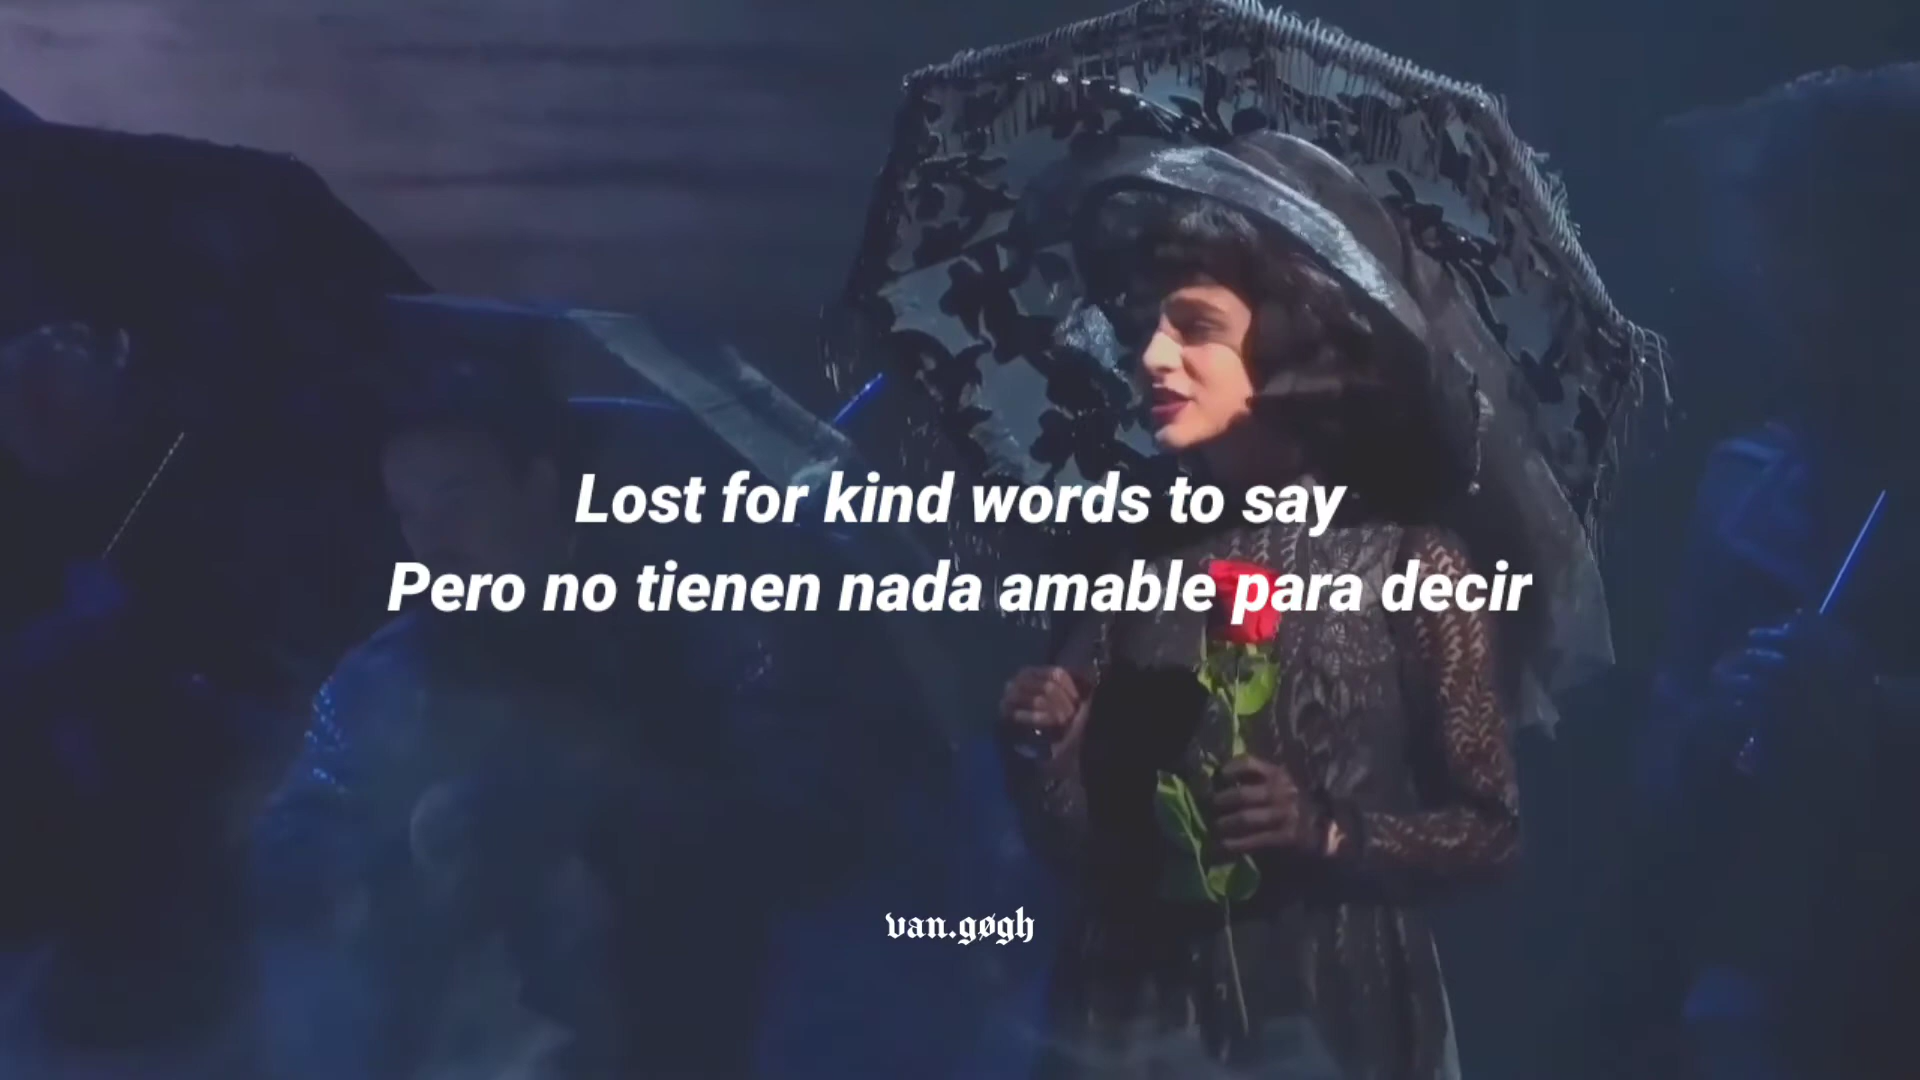 Lost for kind words to say
Pero no tienen nada amable para decir
van.gøgh